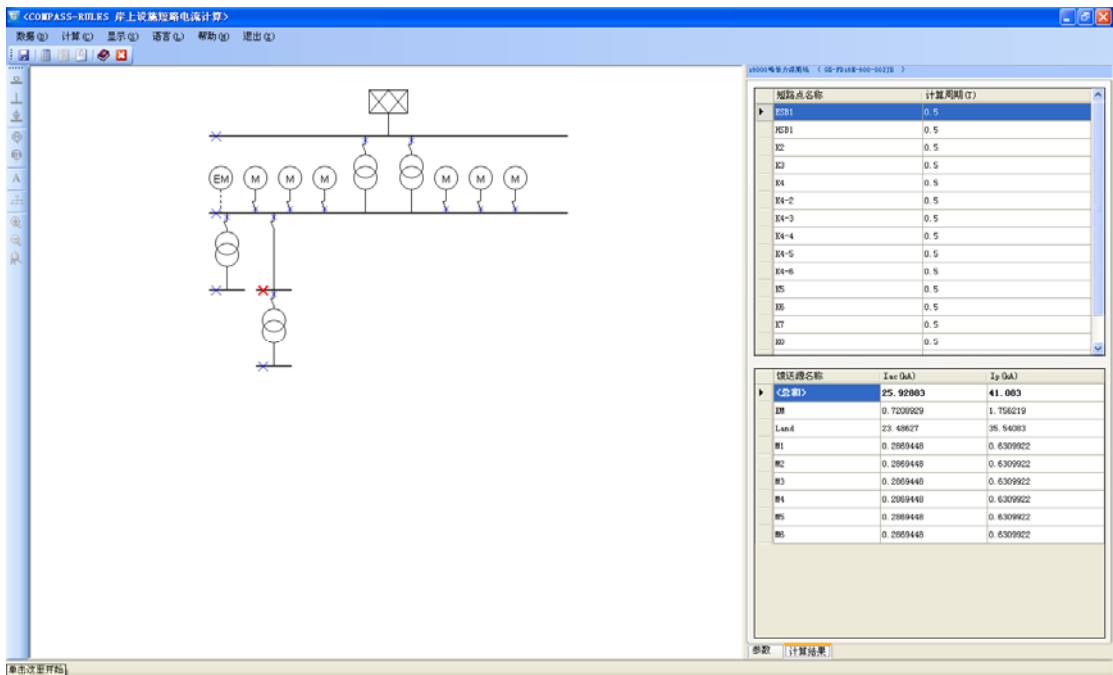 <COMPASS-RULES 岸上设施短路电流计算>
数据(D) 计算(C) 显示(S) 语言(L) 帮助(H) 退出(X)
A
短路点名称 计算周期(T)
ESB1 0.5
MSB1 0.5
K2 0.5
K3 0.5
K4 0.5
K4-2 0.5
K4-3 0.5
K4-4 0.5
K4-5 0.5
K4-6 0.5
K5 0.5
K6 0.5
K7 0.5
0.5
EM M M M M M M
馈送源名称 Iac(kA) Ip(kA)
<总和> 25.92003 41.083
EM 1.756219
Land 23.48627 35.54083
M1 0.2869448 0.6309922
M2 0.2869448 0.6309922
M3 0.2869448 0.6309922
M4 0.2869448 0.6309922
M5 0.2869448 0.6309922
M6 0.2869448 0.6309922
参数 计算结果
单击这里开始